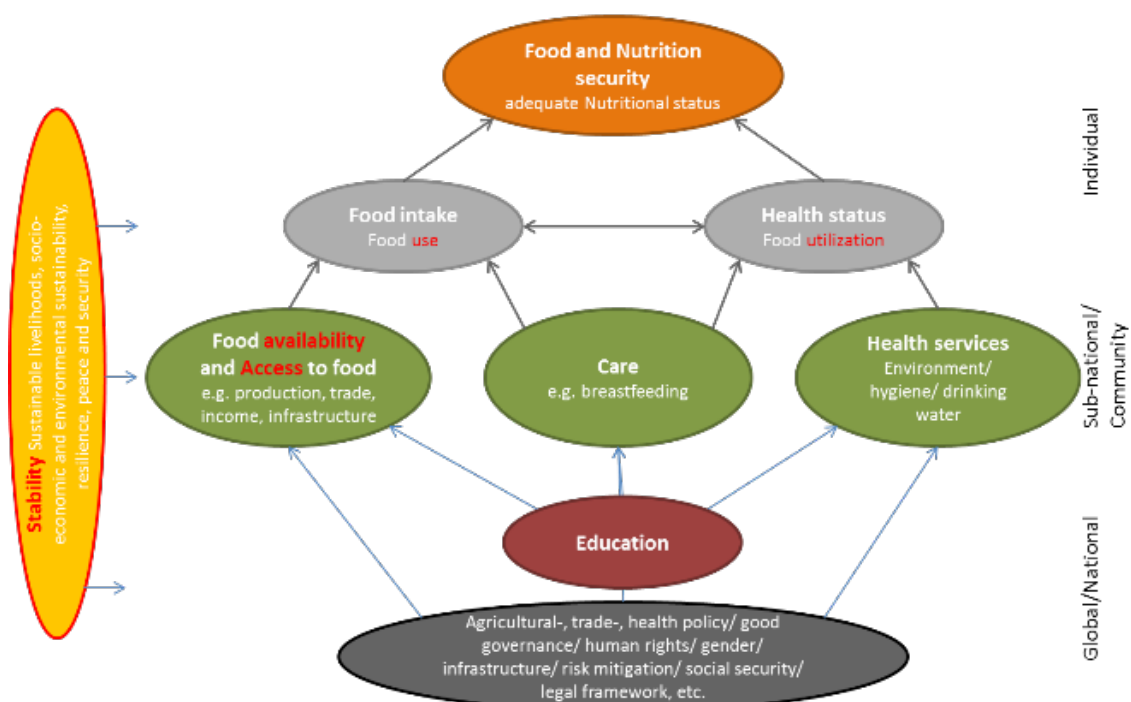 Food and Nutrition
security
adequate Nutritional status
Individual
Food intake
Food use
Health status
Food utilization
Stability Sustainable livelihoods, socio-
economic and environmental sustainability,
resilience, peace and security
Food availability
and Access to food
e.g. production, trade,
income, infrastructure
Care
e.g. breastfeeding
Health services
Environment/
hygiene/ drinking
water
Sub-national/
Community
Education
Global/National
Agricultural-, trade-, health policy/ good
governance/ human rights/ gender/
infrastructure/ risk mitigation/ social security/
legal framework, etc.